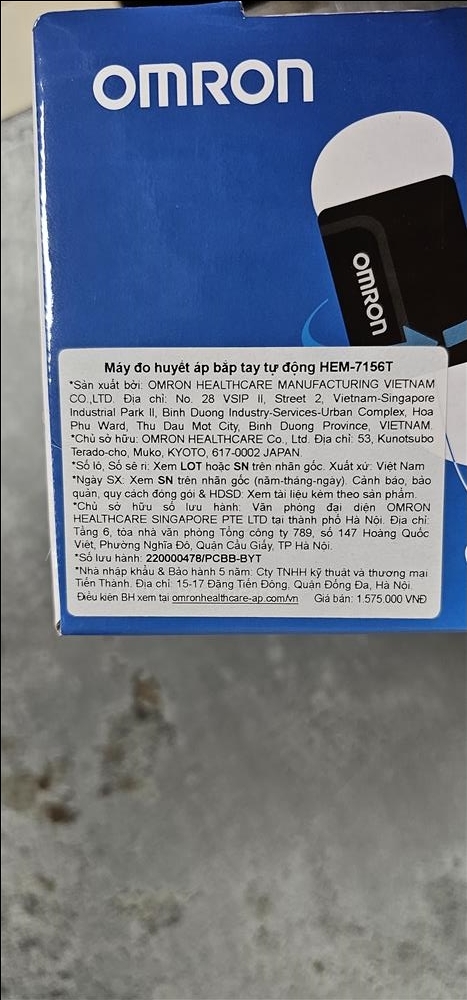 OMRON
OMRON
Máy đo huyết áp bắp tay tự động HEM-7156T
*Sản xuất bởi: OMRON HEALTHCARE MANUFACTURING VIETNAM
CO.,LTD. Địa chỉ: No. 28 VSIP II, Street 2, Vietnam-Singapore
Industrial Park II, Binh Duong Industry-Services-Urban Complex, Hoa
Phu Ward, Thu Dau Mot City, Binh Duong Province, VIETNAM.
*Chủ sở hữu: OMRON HEALTHCARE Co., Ltd. Địa chỉ: 53, Kunotsubo
Terado-cho, Muko, KYOTO, 617-0002 JAPAN.
*Số lô, Số sê ri: Xem LOT hoặc SN trên nhãn gốc. Xuất xứ: Việt Nam
*Ngày SX: Xem SN trên nhãn gốc (năm-tháng-ngày). Cảnh báo, bảo
quản, quy cách đóng gói & HDSD: Xem tài liệu kèm theo sản phẩm.
*Chủ sở hữu số lưu hành: Văn phòng đại diện OMRON
HEALTHCARE SINGAPORE PTE LTD tại thành phố Hà Nội. Địa chỉ:
Tầng 6, tòa nhà văn phòng Tổng công ty 789, số 147 Hoàng Quốc
Việt, Phường Nghĩa Đô, Quận Cầu Giấy, TP Hà Nội.
*Số lưu hành: 220000478/PCBB-BYT
*Nhà nhập khẩu & Bảo hành 5 năm: Cty TNHH kỹ thuật và thương mại
Tiến Thành. Địa chỉ: 15-17 Đặng Tiến Đông, Quận Đống Đa, Hà Nội.
Điều kiện BH xem tại omronhealthcare-ap.com/vn Giá bán: 1.575.000 VNĐ